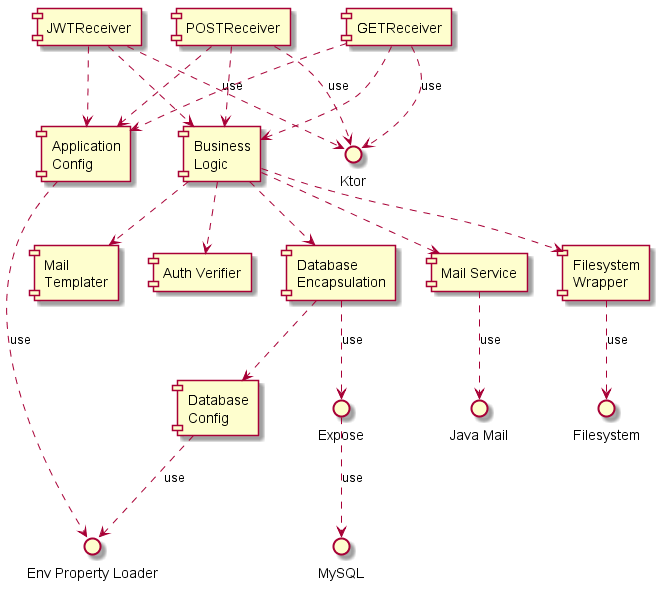 JWTReceiver
POSTReceiver
GETReceiver
use
use
use
Application
Config
Business
Logic
Ktor
Mail
Templater
Auth Verifier
Database
Encapsulation
Mail Service
Filesystem
Wrapper
use
use
use
use
Database
Config
Expose
Java Mail
Filesystem
use
use
Env Property Loader
MySQL